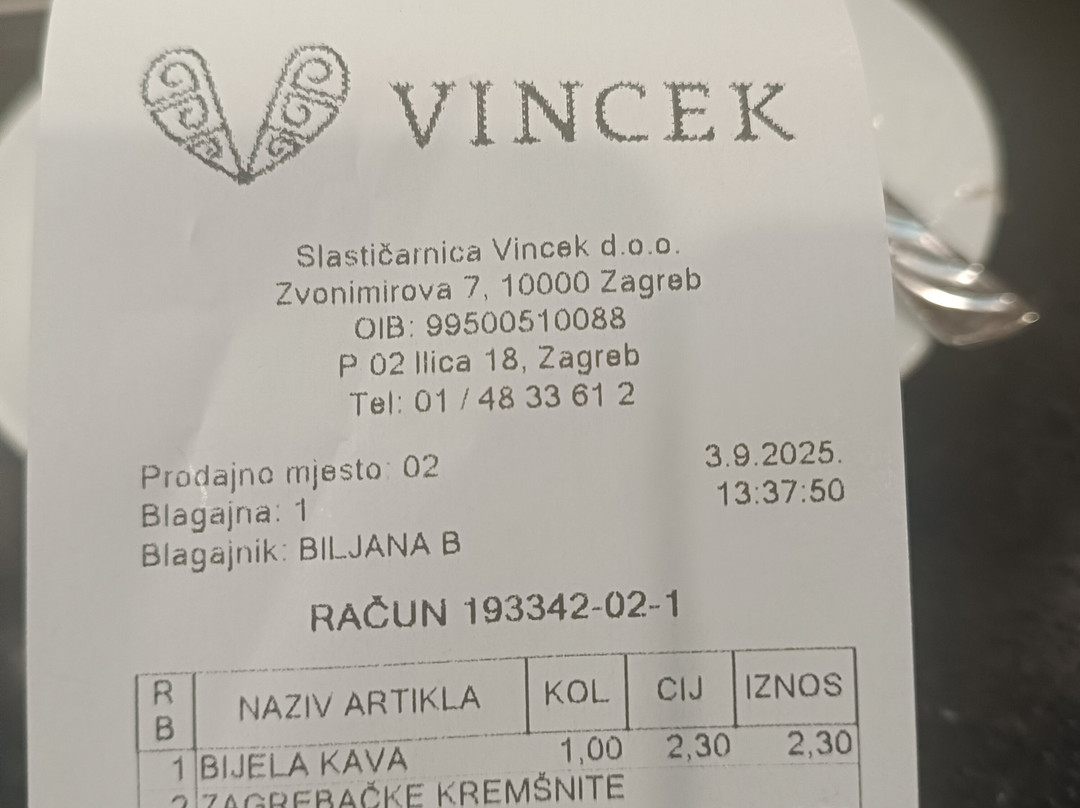 VINCEK
Slastičarnica Vincek d.o.o.
Zvonimirova 7, 10000 Zagreb
OIB: 99500510088
P 02 Ilica 18, Zagreb
Tel: 01 / 48 33 61 2
Prodajno mjesto: 02
3.9.2025.
Blagajna: 1
13:37:50
Blagajnik: BILJANA B
RAČUN 193342-02-1
RB NAZIV ARTIKLA KOL CIJ IZNOS
1 BIJELA KAVA 1,00 2,30 2,30
2 ZAGREBAČKE KREMŠNITE